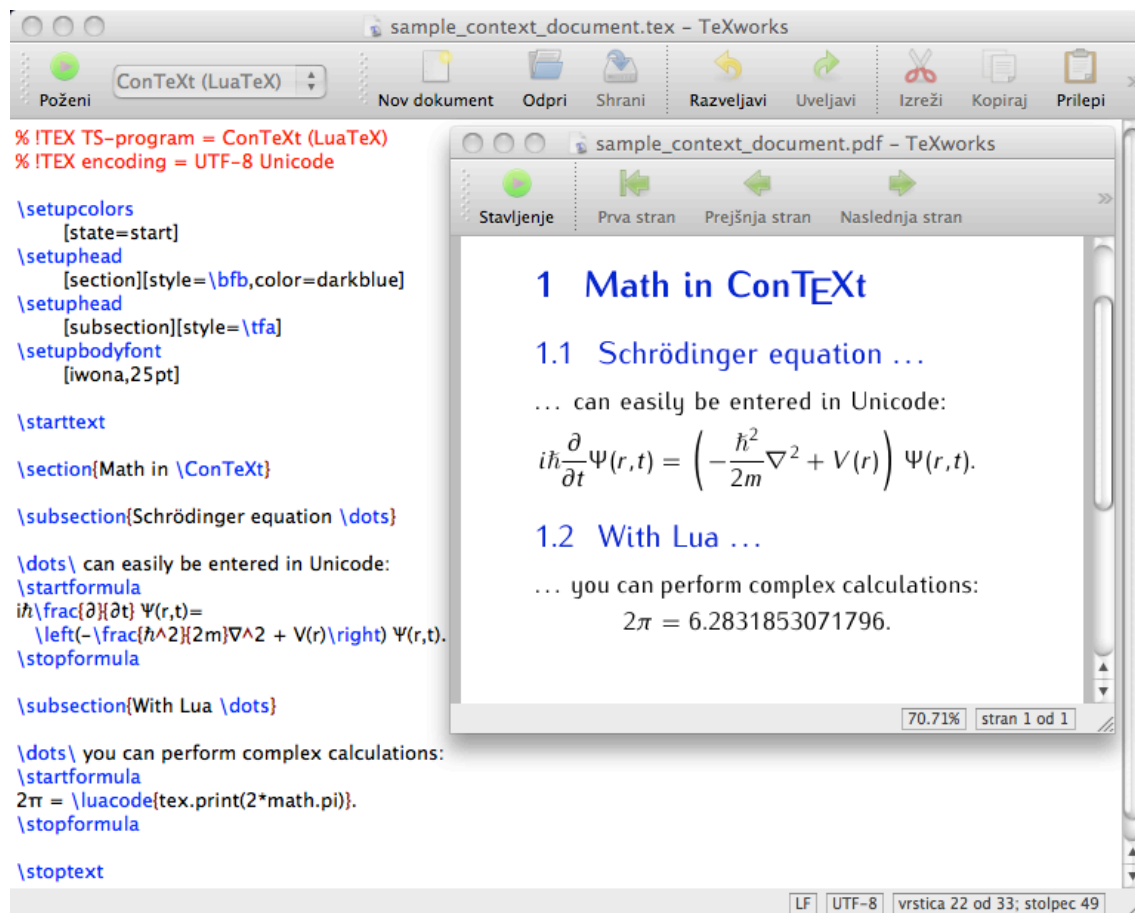 sample_context_document.tex – TeXworks
Poženi
ConTeXt (LuaTeX)
Nov dokument Odpri Shrani Razveljavi Uveljavi Izreži Kopiraj Prilepi
% !TEX TS-program = ConTeXt (LuaTeX)
% !TEX encoding = UTF-8 Unicode
\setupcolors
[state=start]
\setuphead
[section][style=\bfb,color=darkblue]
\setuphead
[subsection][style=\tfa]
\setupbodyfont
[iwona,25pt]
\starttext
\section{Math in \ConTeXt}
\subsection{Schrödinger equation \dots}
\dots\ can easily be entered in Unicode:
\startformula
iℏ\frac{∂}{∂t} Ψ(r,t)=
\left(-\frac{ℏ^2}{2m}∇^2 + V(r)\right) Ψ(r,t).
\stopformula
\subsection{With Lua \dots}
\dots\ you can perform complex calculations:
\startformula
2π = \luacode{tex.print(2*math.pi)}.
\stopformula
\stoptext
sample_context_document.pdf – TeXworks
Stavljenje Prva stran Prejšnja stran Naslednja stran
1 Math in ConTEXt
1.1 Schrödinger equation …
… can easily be entered in Unicode:
iℏ ∂/∂t Ψ(r,t) = (−ℏ²/2m ∇² + V(r)) Ψ(r,t).
1.2 With Lua …
… you can perform complex calculations:
2π = 6.2831853071796.
70.71% stran 1 od 1
LF UTF-8 vrstica 22 od 33; stolpec 49